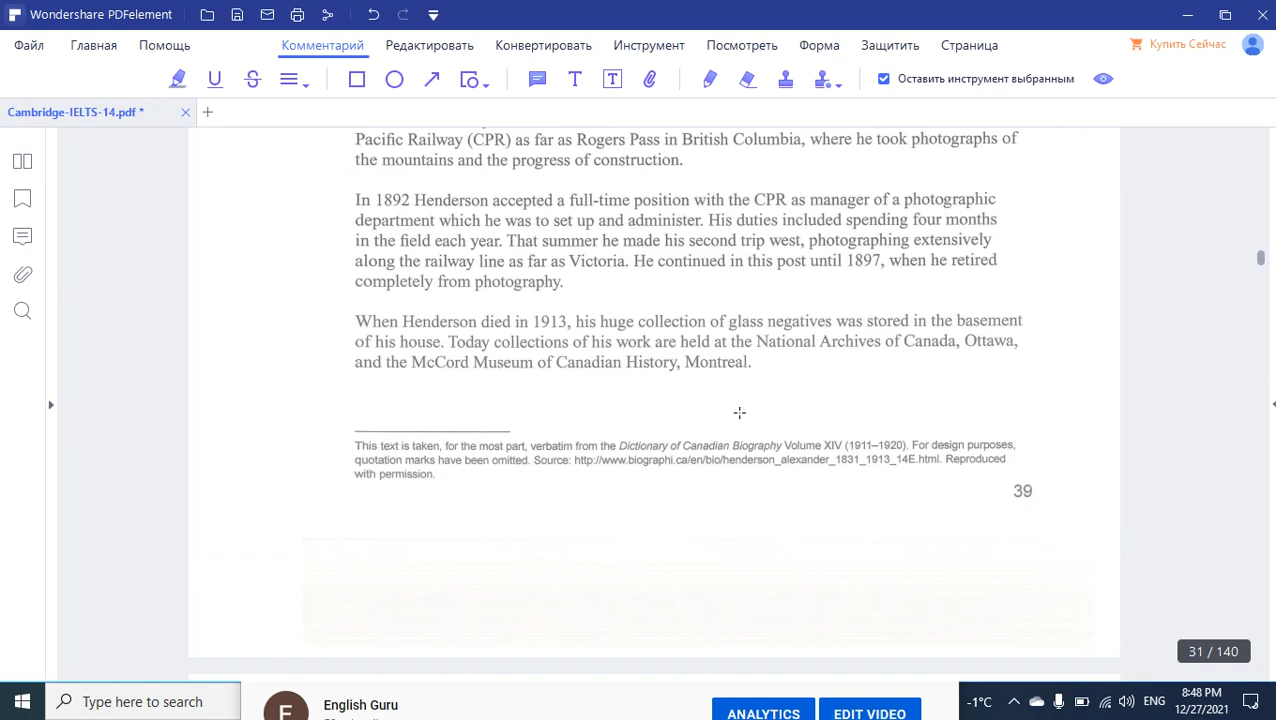 Wondershare PDFelement
Файл Главная Помощь Комментарий Редактировать Конвертировать Инструмент Посмотреть Форма Защитить Страница Купить Сейчас
T T Оставить инструмент выбранным
Cambridge-IELTS-14.pdf *
Pacific Railway (CPR) as far as Rogers Pass in British Columbia, where he took photographs of
the mountains and the progress of construction.
In 1892 Henderson accepted a full-time position with the CPR as manager of a photographic
department which he was to set up and administer. His duties included spending four months
in the field each year. That summer he made his second trip west, photographing extensively
along the railway line as far as Victoria. He continued in this post until 1897, when he retired
completely from photography.
When Henderson died in 1913, his huge collection of glass negatives was stored in the basement
of his house. Today collections of his work are held at the National Archives of Canada, Ottawa,
and the McCord Museum of Canadian History, Montreal.
This text is taken, for the most part, verbatim from the Dictionary of Canadian Biography Volume XIV (1911–1920). For design purposes,
quotation marks have been omitted. Source: http://www.biographi.ca/en/bio/henderson_alexander_1831_1913_14E.html. Reproduced
with permission.
39
31 / 140
Type here to search
E
English Guru
ANALYTICS
EDIT VIDEO
-1°C
ENG
8:48 PM
12/27/2021